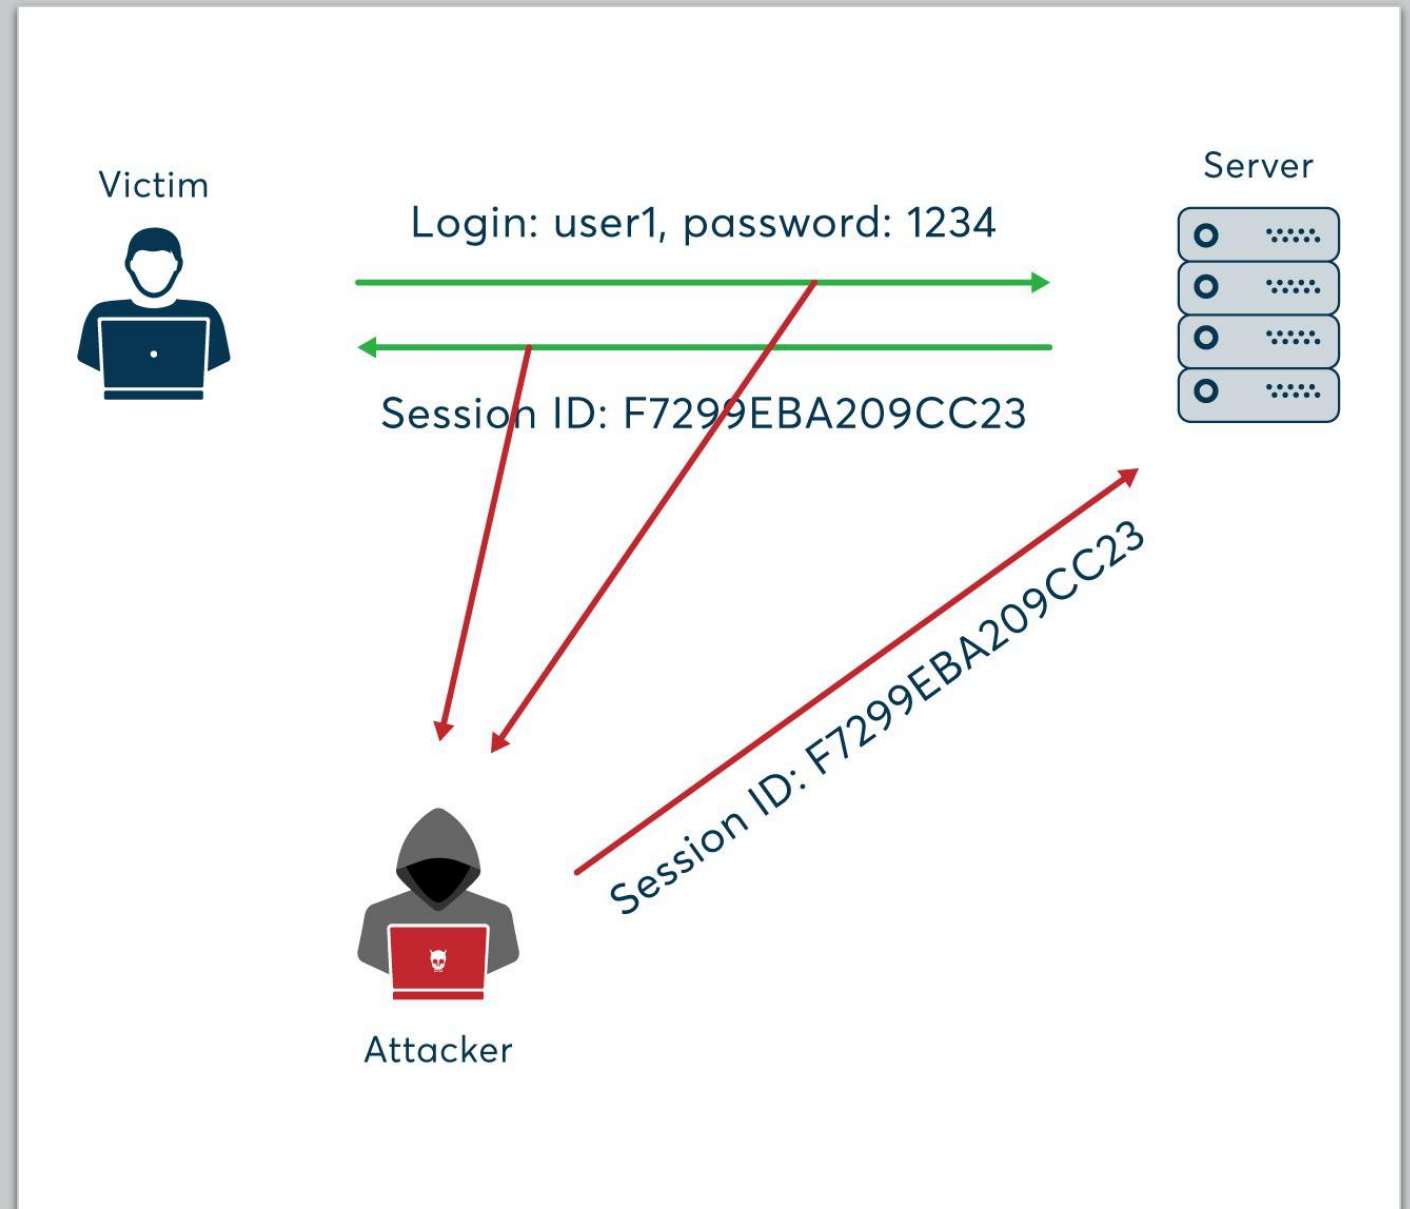 Victim
Server
Login: user1, password: 1234
Session ID: F7299EBA209CC23
Session ID: F7299EBA209CC23
Attacker